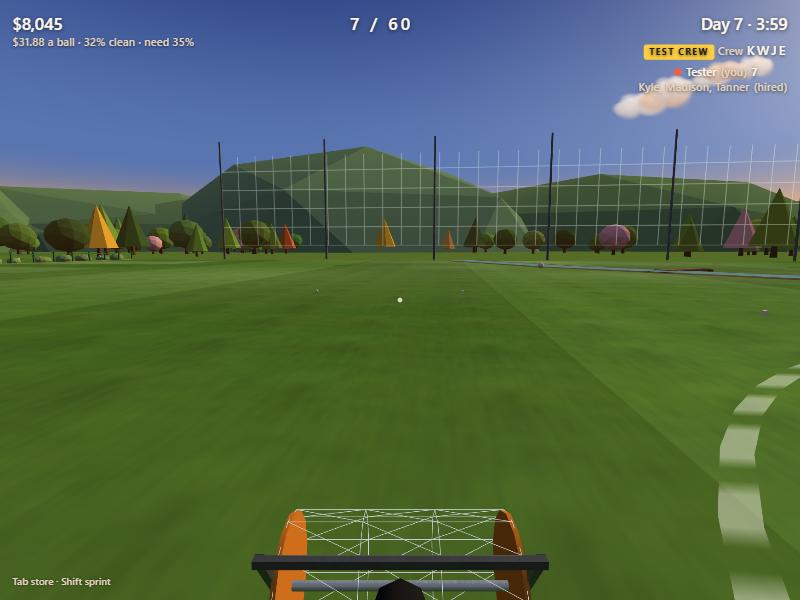 $8,045
7 / 60
Day 7 · 3:59
$31.88 a ball · 32% clean · need 35%
TEST CREW Crew KWJE
Tester (you) 7
Kyle, Madison, Tanner (hired)
Tab store · Shift sprint